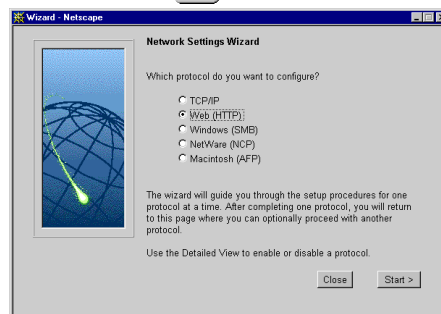 Wizard - Netscape
Network Settings Wizard
Which protocol do you want to configure?
TCP/IP
Web (HTTP)
Windows (SMB)
NetWare (NCP)
Macintosh (AFP)
The wizard will guide you through the setup procedures for one
protocol at a time. After completing one protocol, you will return
to this page where you can optionally proceed with another
protocol.
Use the Detailed View to enable or disable a protocol.
Close
Start >